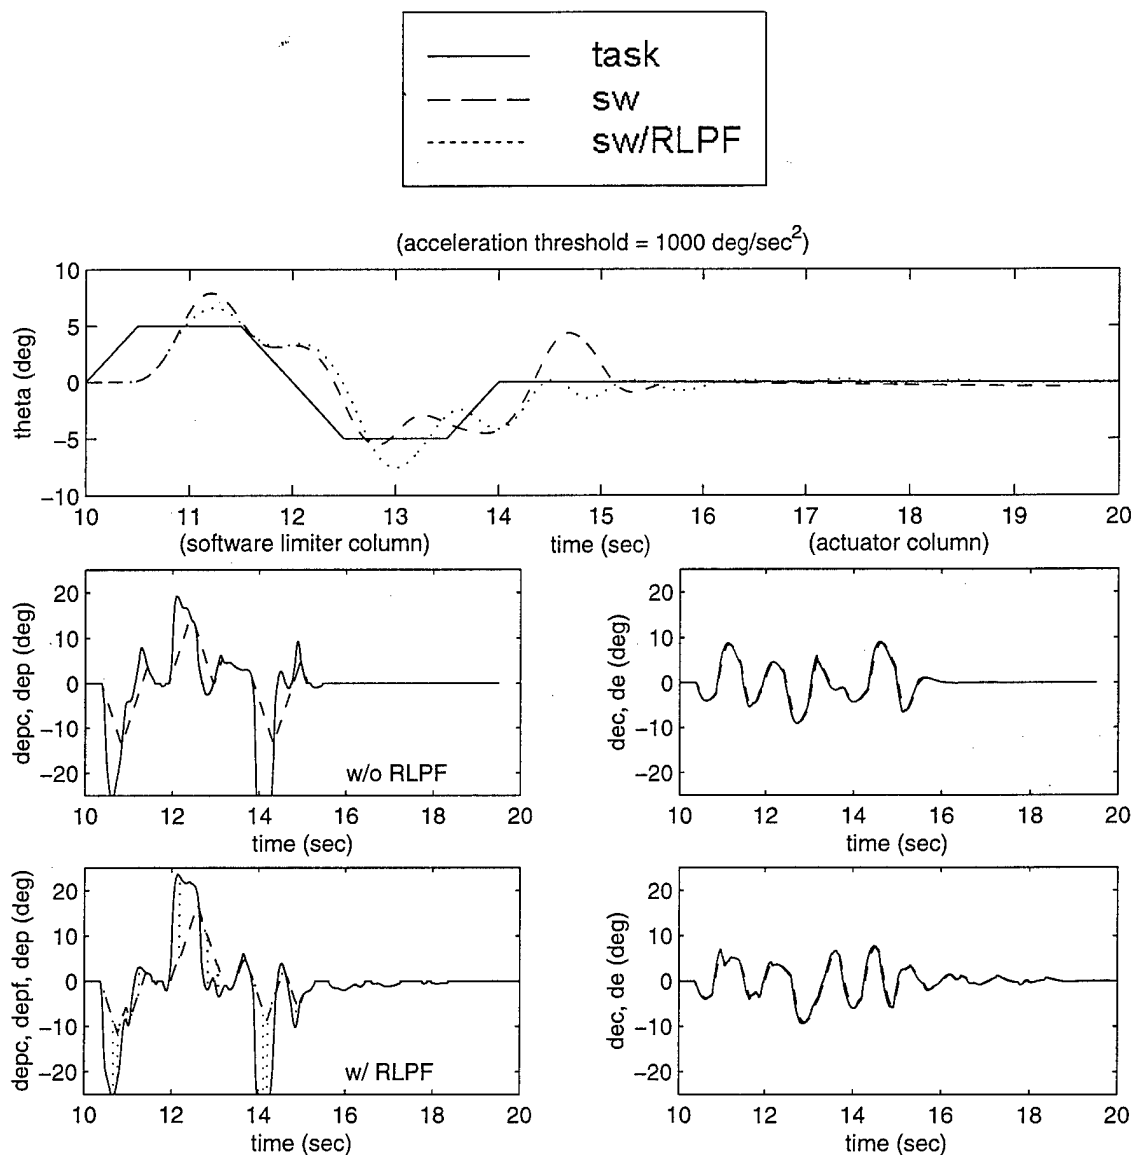 task
sw
sw/RLPF
(acceleration threshold = 1000 deg/sec²)
theta (deg)
10
5
0
−5
−10
10 11 12 13 14 15 16 17 18 19 20
(software limiter column) time (sec) (actuator column)
depc, dep (deg)
20
10
0
−10
−20
w/o RLPF
10 12 14 16 18 20
time (sec)
dec, de (deg)
20
10
0
−10
−20
10 12 14 16 18 20
time (sec)
depc, depf, dep (deg)
20
10
0
−10
−20
w/ RLPF
10 12 14 16 18 20
time (sec)
dec, de (deg)
20
10
0
−10
−20
10 12 14 16 18 20
time (sec)